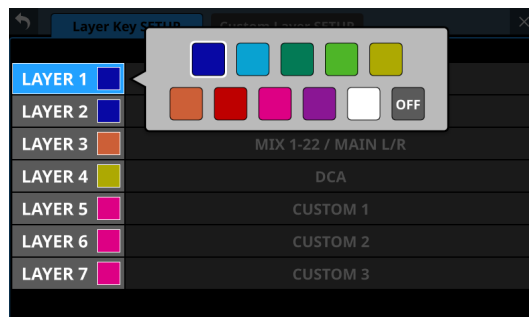 Layer Key SETUP
Custom Layer SETUP
LAYER 1
OFF
LAYER 2
LAYER 3
MIX 1-22 / MAIN L/R
LAYER 4
DCA
LAYER 5
CUSTOM 1
LAYER 6
CUSTOM 2
LAYER 7
CUSTOM 3